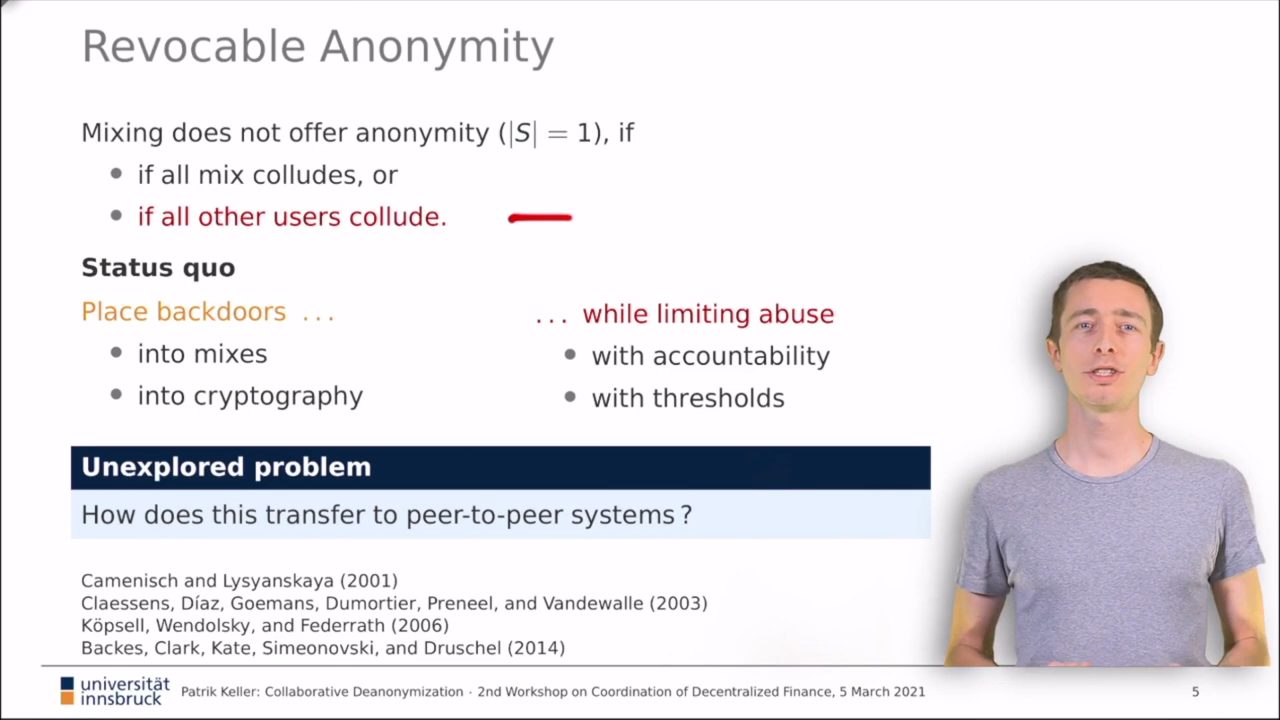 Revocable Anonymity
Mixing does not offer anonymity (|S| = 1), if
• if all mix colludes, or
• if all other users collude.
Status quo
Place backdoors ...
• into mixes
• into cryptography
... while limiting abuse
• with accountability
• with thresholds
Unexplored problem
How does this transfer to peer-to-peer systems ?
Camenisch and Lysyanskaya (2001)
Claessens, Díaz, Goemans, Dumortier, Preneel, and Vandewalle (2003)
Köpsell, Wendolsky, and Federrath (2006)
Backes, Clark, Kate, Simeonovski, and Druschel (2014)
universität
innsbruck
Patrik Keller: Collaborative Deanonymization · 2nd Workshop on Coordination of Decentralized Finance, 5 March 2021
5